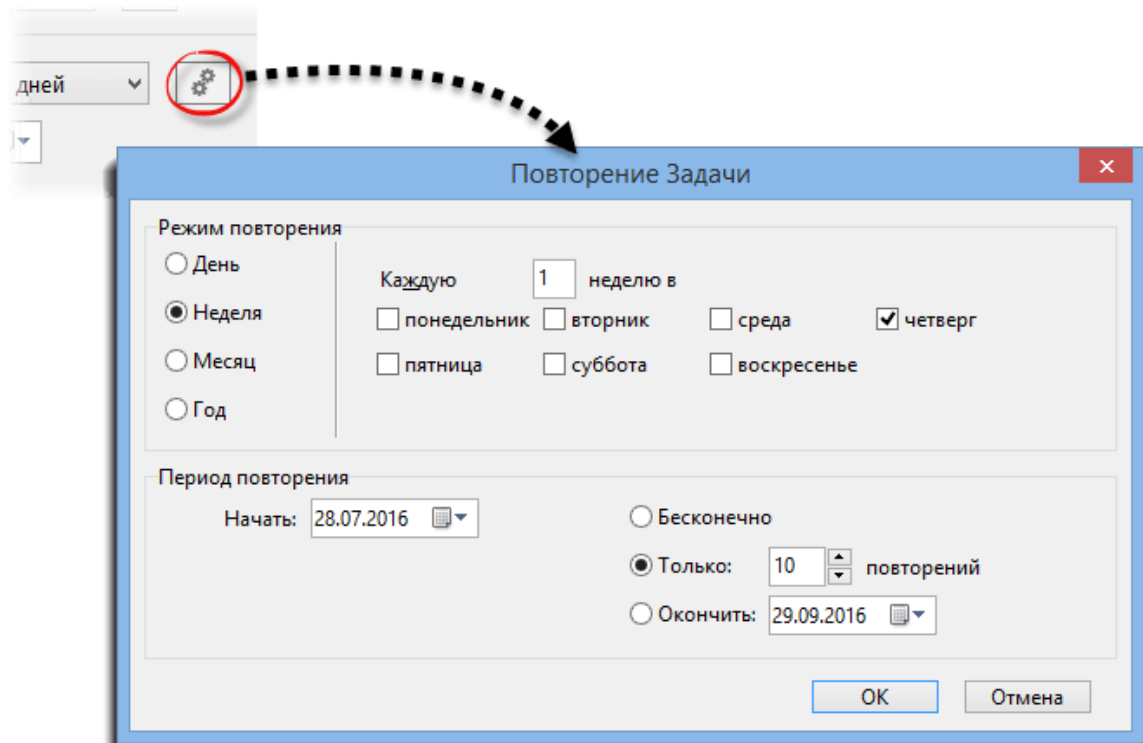 дней
Повторение Задачи
Режим повторения
День
Неделя
Месяц
Год
Каждую 1 неделю в
понедельник вторник среда четверг
пятница суббота воскресенье
Период повторения
Начать: 28.07.2016
Бесконечно
Только: 10 повторений
Окончить: 29.09.2016
OK Отмена